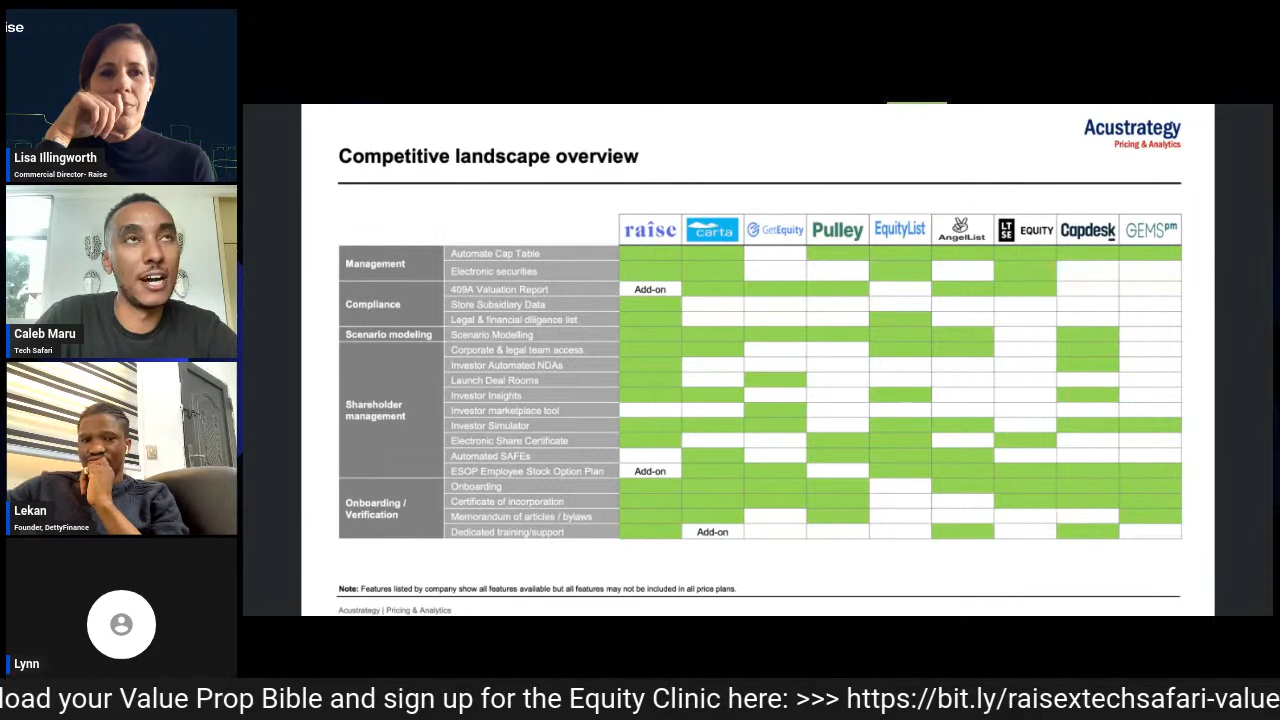 ise
Lisa Illingworth
Commercial Director- Raise
Caleb Maru
Tech Safari
Lekan
Founder, DettyFinance
Lynn
Acustrategy
Pricing & Analytics
Competitive landscape overview
raise carta GetEquity Pulley EquityList AngelList LTSE EQUITY Capdesk GEMSpm
Management
Automate Cap Table
Electronic securities
Compliance
409A Valuation Report Add-on
Store Subsidiary Data
Legal & financial diligence list
Scenario modeling Scenario Modelling
Shareholder management
Corporate & legal team access
Investor Automated NDAs
Launch Deal Rooms
Investor Insights
Investor marketplace tool
Investor Simulator
Electronic Share Certificate
Automated SAFEs
ESOP Employee Stock Option Plan Add-on
Onboarding / Verification
Onboarding
Certificate of incorporation
Memorandum of articles / bylaws
Dedicated training/support Add-on
Note: Features listed by company show all features available but all features may not be included in all price plans.
Acustrategy | Pricing & Analytics
load your Value Prop Bible and sign up for the Equity Clinic here: >>> https://bit.ly/raisextechsafari-value